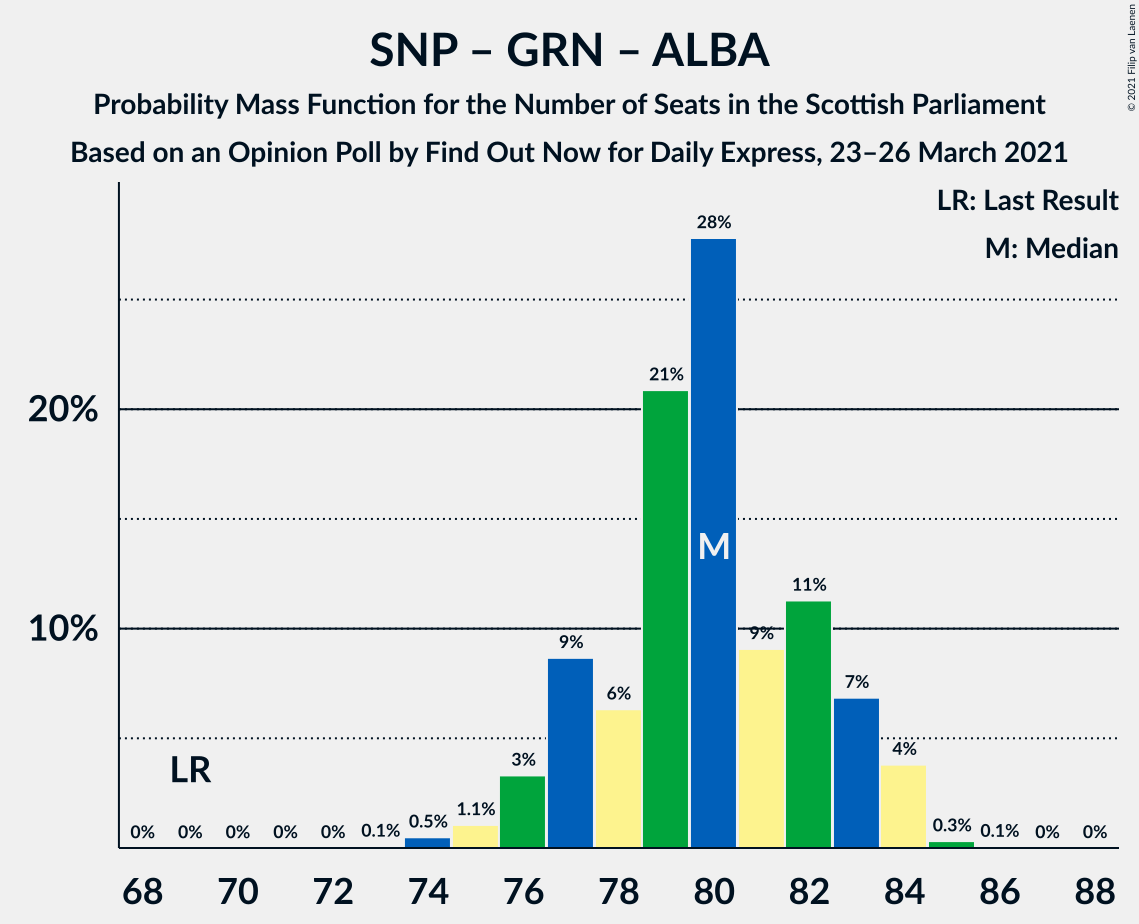 SNP – GRN – ALBA
Probability Mass Function for the Number of Seats in the Scottish Parliament
Based on an Opinion Poll by Find Out Now for Daily Express, 23–26 March 2021
© 2021 Filip van Laenen
LR: Last Result
M: Median
20%
10%
0%
0%
0%
0%
0%
0.1%
0.5%
1.1%
3%
9%
6%
21%
28%
9%
11%
7%
4%
0.3%
0.1%
0%
0%
LR
M
68 70 72 74 76 78 80 82 84 86 88